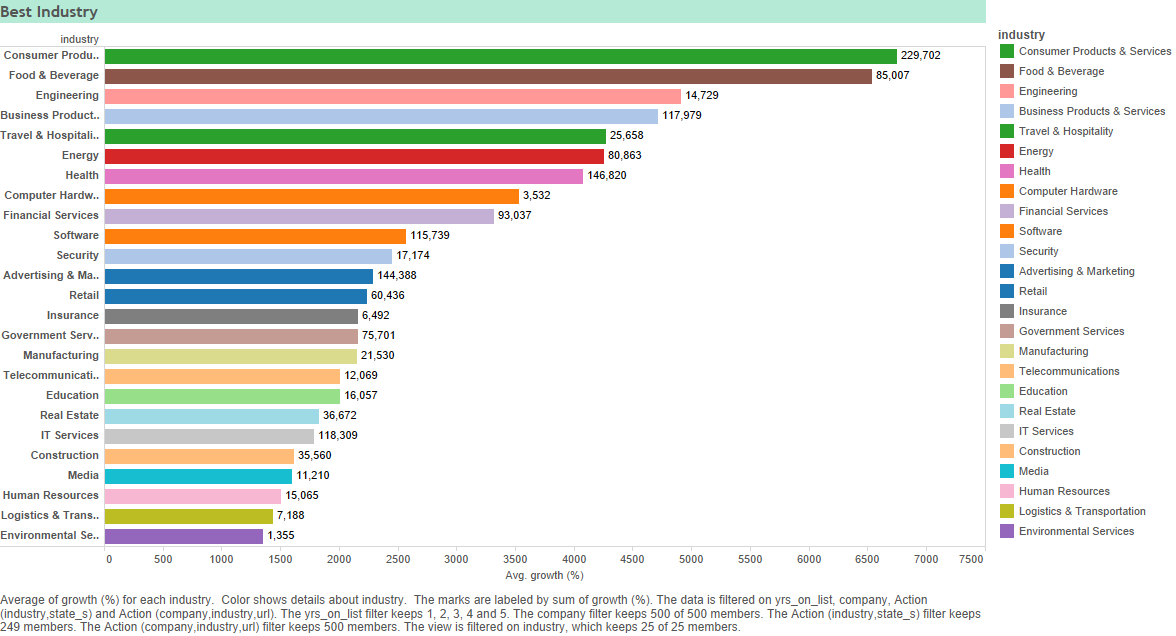 Best Industry
industry
Consumer Produ.. 229,702
Food & Beverage 85,007
Engineering 14,729
Business Product.. 117,979
Travel & Hospitali.. 25,658
Energy 80,863
Health 146,820
Computer Hardw.. 3,532
Financial Services 93,037
Software 115,739
Security 17,174
Advertising & Ma.. 144,388
Retail 60,436
Insurance 6,492
Government Serv.. 75,701
Manufacturing 21,530
Telecommunicati.. 12,069
Education 16,057
Real Estate 36,672
IT Services 118,309
Construction 35,560
Media 11,210
Human Resources 15,065
Logistics & Trans.. 7,188
Environmental Se.. 1,355
0 500 1000 1500 2000 2500 3000 3500 4000 4500 5000 5500 6000 6500 7000 7500
Avg. growth (%)
industry
Consumer Products & Services
Food & Beverage
Engineering
Business Products & Services
Travel & Hospitality
Energy
Health
Computer Hardware
Financial Services
Software
Security
Advertising & Marketing
Retail
Insurance
Government Services
Manufacturing
Telecommunications
Education
Real Estate
IT Services
Construction
Media
Human Resources
Logistics & Transportation
Environmental Services
Average of growth (%) for each industry.  Color shows details about industry.  The marks are labeled by sum of growth (%). The data is filtered on yrs_on_list, company, Action
(industry,state_s) and Action (company,industry,url). The yrs_on_list filter keeps 1, 2, 3, 4 and 5. The company filter keeps 500 of 500 members. The Action (industry,state_s) filter keeps
249 members. The Action (company,industry,url) filter keeps 500 members. The view is filtered on industry, which keeps 25 of 25 members.